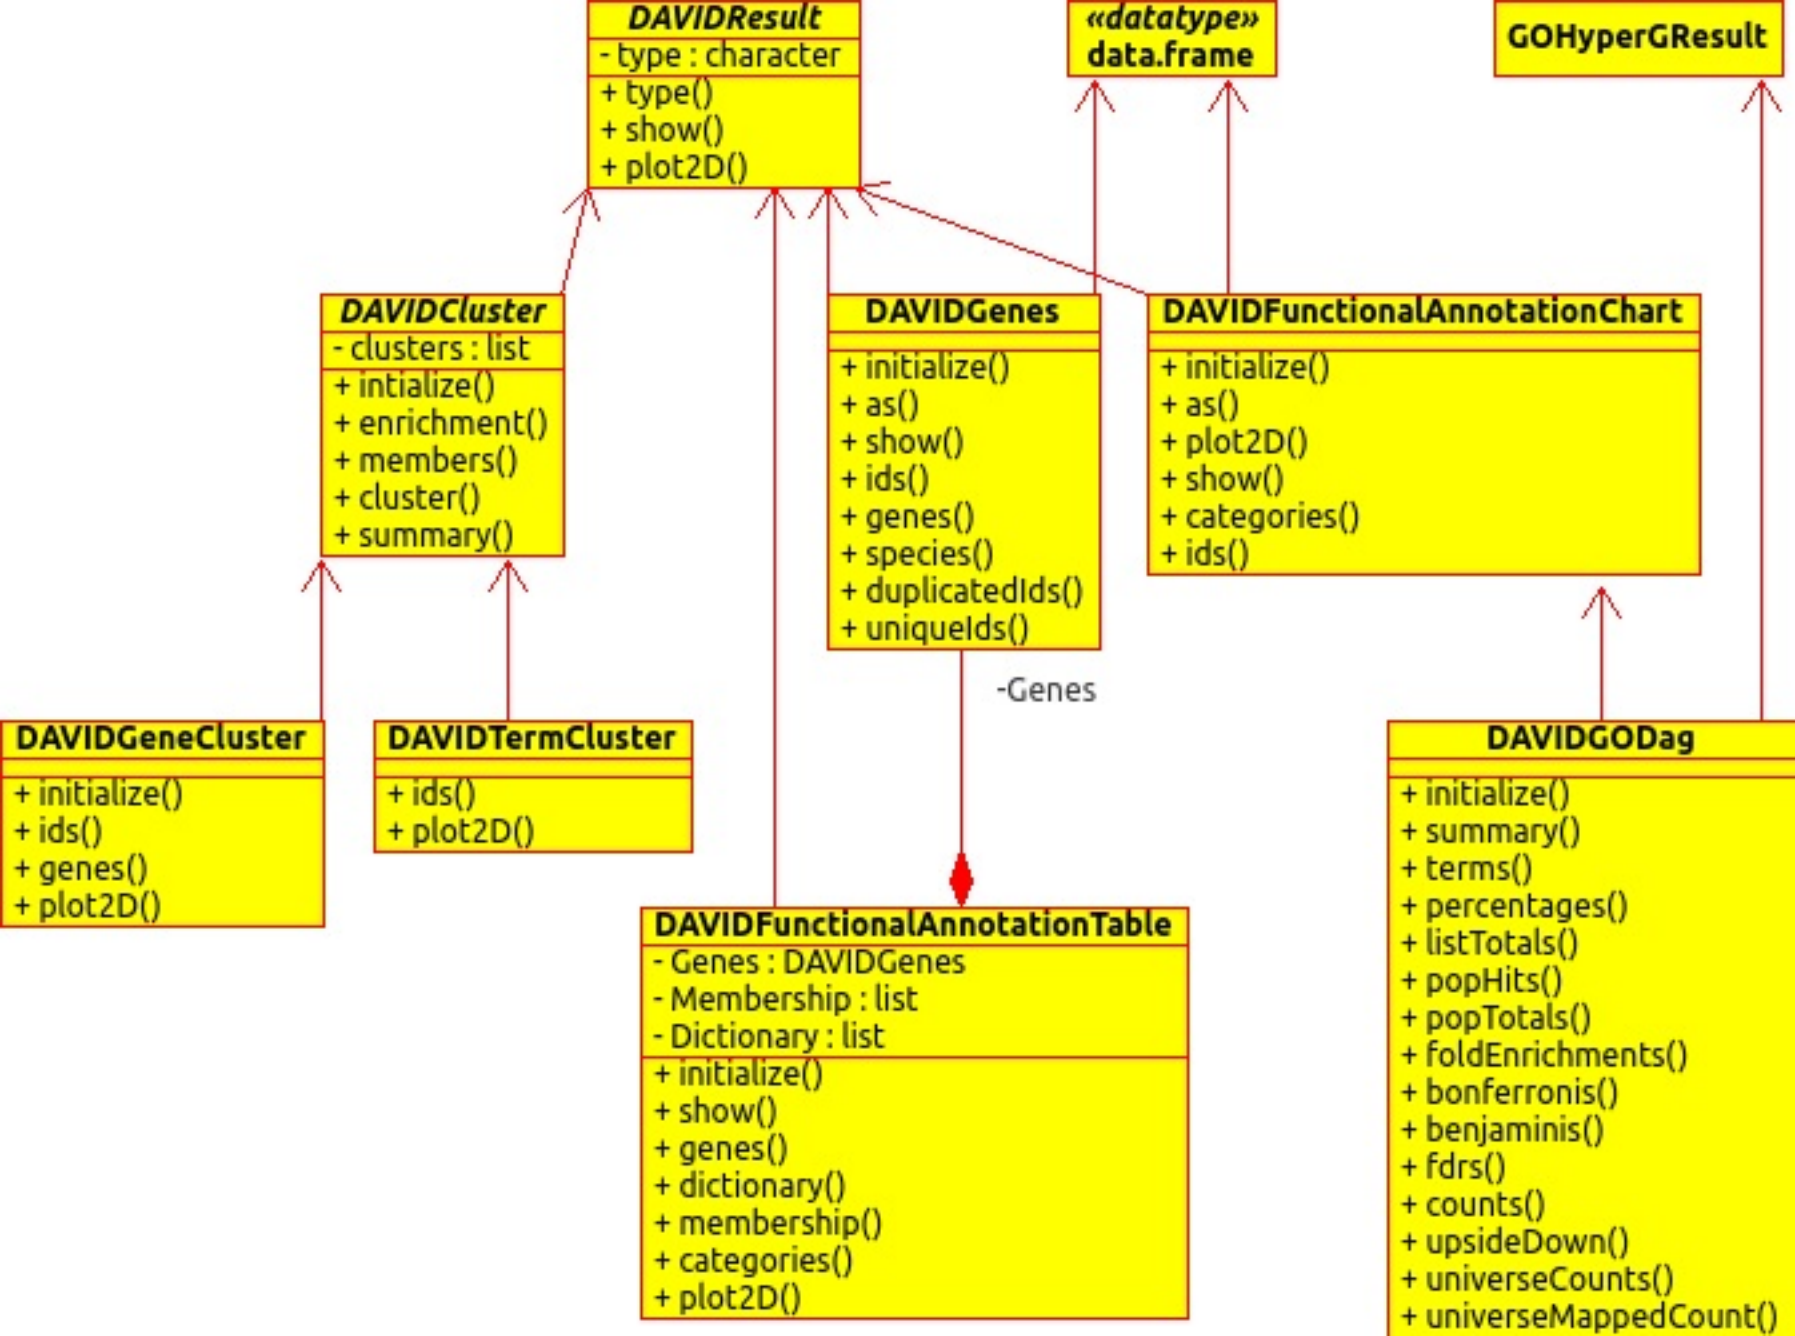 DAVIDResult
- type : character
+ type()
+ show()
+ plot2D()
«datatype»
data.frame
GOHyperGResult
DAVIDCluster
- clusters : list
+ intialize()
+ enrichment()
+ members()
+ cluster()
+ summary()
DAVIDGenes
+ initialize()
+ as()
+ show()
+ ids()
+ genes()
+ species()
+ duplicatedIds()
+ uniqueIds()
DAVIDFunctionalAnnotationChart
+ initialize()
+ as()
+ plot2D()
+ show()
+ categories()
+ ids()
-Genes
DAVIDGeneCluster
+ initialize()
+ ids()
+ genes()
+ plot2D()
DAVIDTermCluster
+ ids()
+ plot2D()
DAVIDFunctionalAnnotationTable
- Genes : DAVIDGenes
- Membership : list
- Dictionary : list
+ initialize()
+ show()
+ genes()
+ dictionary()
+ membership()
+ categories()
+ plot2D()
DAVIDGODag
+ initialize()
+ summary()
+ terms()
+ percentages()
+ listTotals()
+ popHits()
+ popTotals()
+ foldEnrichments()
+ bonferronis()
+ benjaminis()
+ fdrs()
+ counts()
+ upsideDown()
+ universeCounts()
+ universeMappedCount()